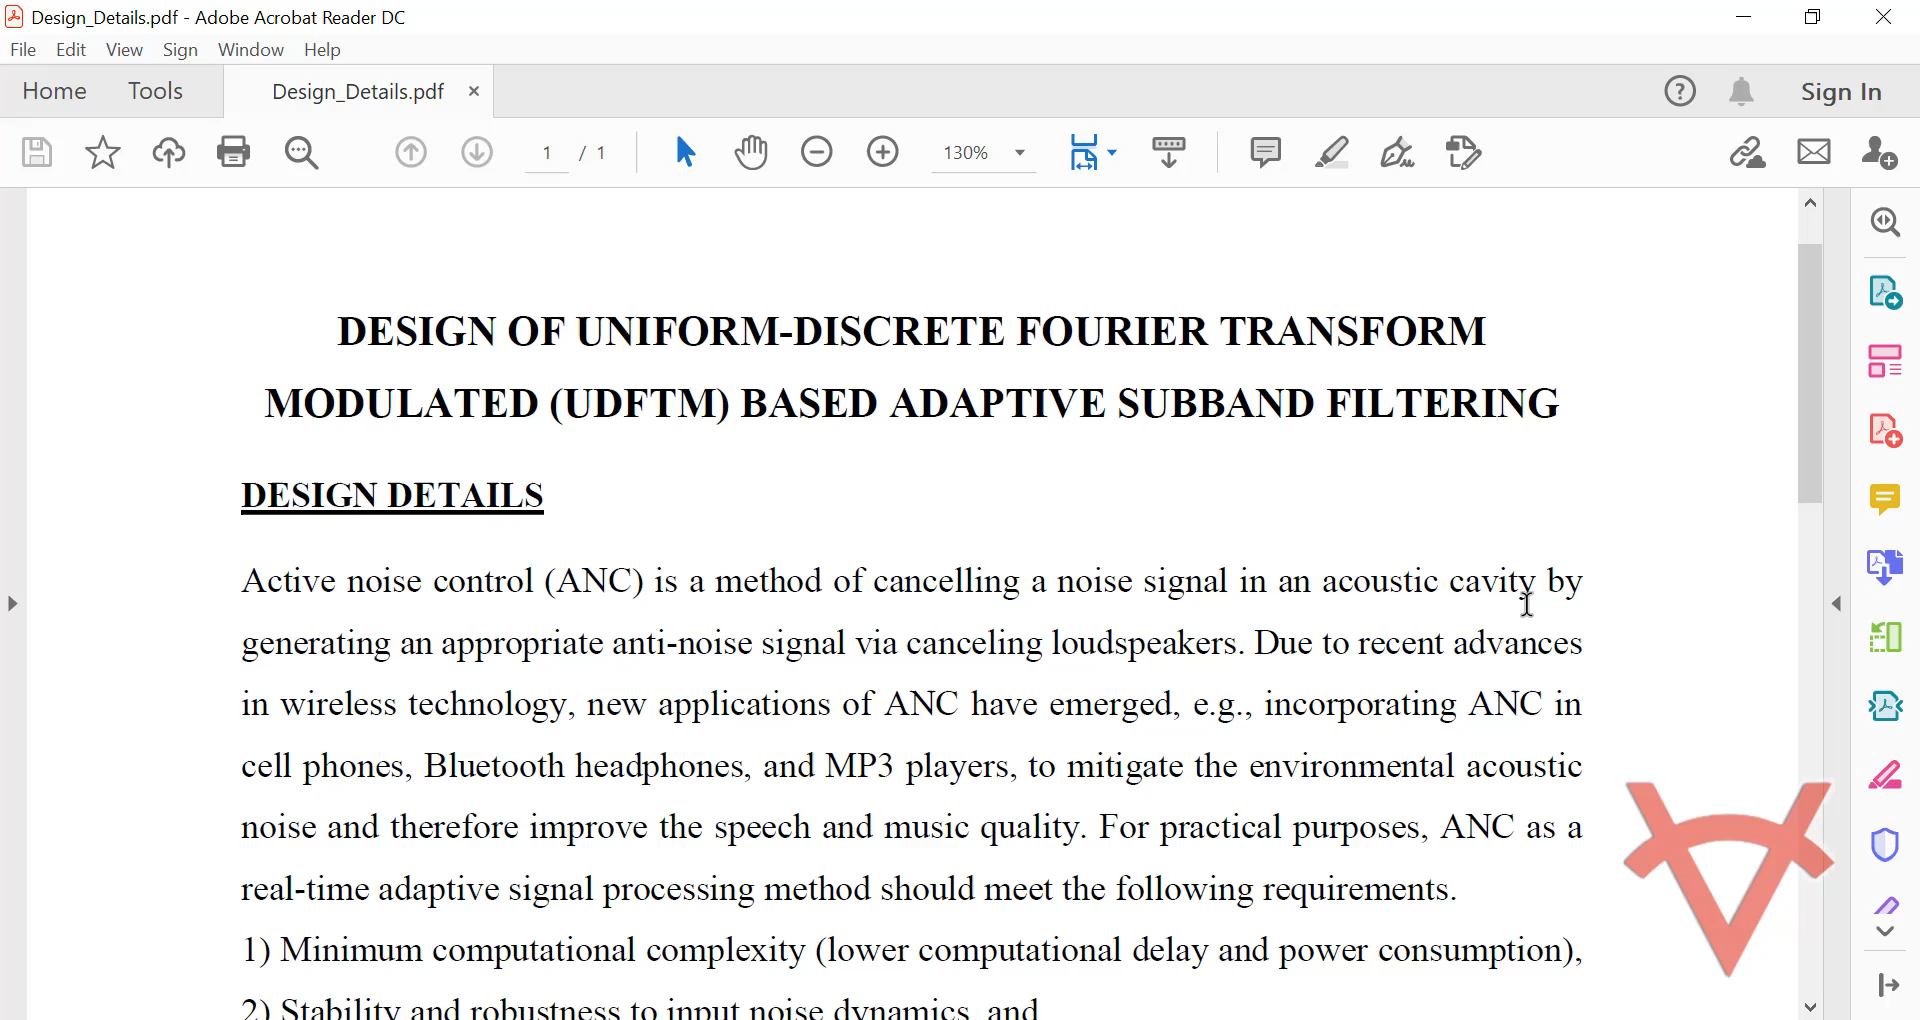 Design_Details.pdf - Adobe Acrobat Reader DC
File Edit View Sign Window Help
Home Tools Design_Details.pdf × Sign In
1 / 1 130%
DESIGN OF UNIFORM-DISCRETE FOURIER TRANSFORM
MODULATED (UDFTM) BASED ADAPTIVE SUBBAND FILTERING
DESIGN DETAILS
Active noise control (ANC) is a method of cancelling a noise signal in an acoustic cavity by
generating an appropriate anti-noise signal via canceling loudspeakers. Due to recent advances
in wireless technology, new applications of ANC have emerged, e.g., incorporating ANC in
cell phones, Bluetooth headphones, and MP3 players, to mitigate the environmental acoustic
noise and therefore improve the speech and music quality. For practical purposes, ANC as a
real-time adaptive signal processing method should meet the following requirements.
1) Minimum computational complexity (lower computational delay and power consumption),
2) Stability and robustness to input noise dynamics, and